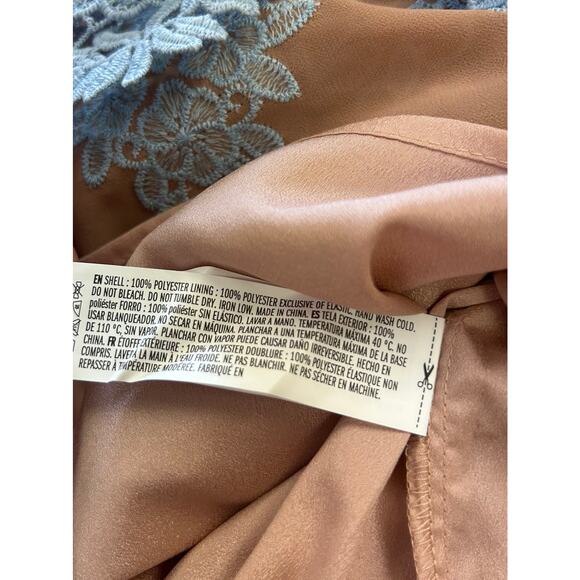 EN SHELL : 100% POLYESTER LINING : 100% POLYESTER EXCLUSIVE OF ELASTIC. HAND WASH COLD.
DO NOT BLEACH. DO NOT TUMBLE DRY. IRON LOW. MADE IN CHINA. ES TELA EXTERIOR : 100%
poliéster FORRO : 100% poliéster SIN ELÁSTICO. LAVAR A MANO. TEMPERATURA MÁXIMA 40 °C. NO
USAR BLANQUEADOR. NO SECAR EN MÁQUINA. PLANCHAR A UNA TEMPERATURA MÁXIMA DE LA BASE
DE 110 °C, SIN VAPOR. PLANCHAR CON VAPOR PUEDE CAUSAR DAÑO IRREVERSIBLE. HECHO EN
CHINA. FR ÉTOFF EXTÉRIEURE : 100% POLYESTER DOUBLURE : 100% POLYESTER ÉLASTIQUE NON
COMPRIS. LAVER À LA MAIN À L'EAU FROIDE. NE PAS BLANCHIR. NE PAS SÉCHER EN MACHINE.
REPASSER À TEMPÉRATURE MODÉRÉE. FABRIQUÉ EN